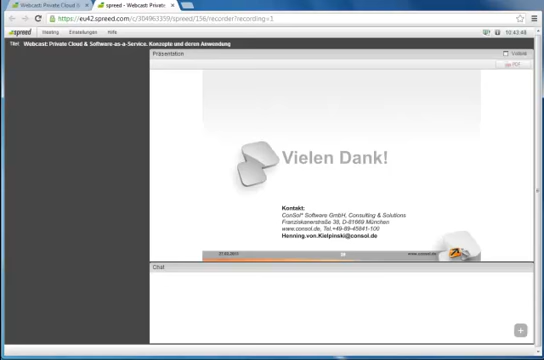 Webcast: Private Cloud S
spreed - Webcast: Private
https://eu42.spreed.com/c/304963359/spreed/156/recorder?recording=1
spreed
Meeting
Einstellungen
Hilfe
10:42:48
Titel: Webcast: Private Cloud & Software-as-a-Service. Konzepte und deren Anwendung
Präsentation
Vollbild
PDF
Vielen Dank!
Kontakt:
ConSol* Software GmbH, Consulting & Solutions
Franziskanerstraße 38, D-81669 München
www.consol.de, Tel.+49-89-45841-100
Henning.von.Kielpinski@consol.de
www.consol.de
Chat